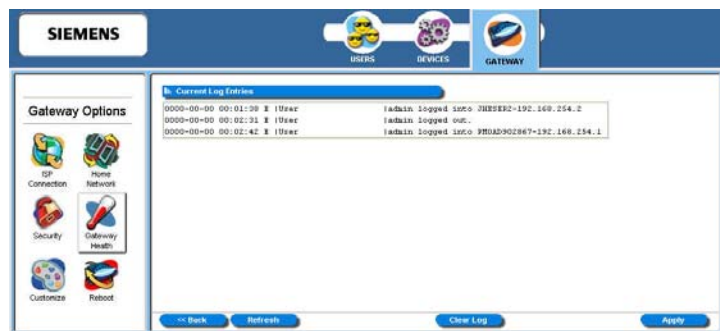 SIEMENS
USERS
DEVICES
GATEWAY
Gateway Options
ISP
Connection
Home
Network
Security
Gateway
Health
Customize
Reboot
Current Log Entries
0000-00-00 00:01:38 E |User |admin logged into JHESER2-192.168.254.2
0000-00-00 00:02:31 E |User |admin logged out.
0000-00-00 00:02:42 E |User |admin logged into PMOAD902867-192.168.254.1
<< Back
Refresh
Clear Log
Apply